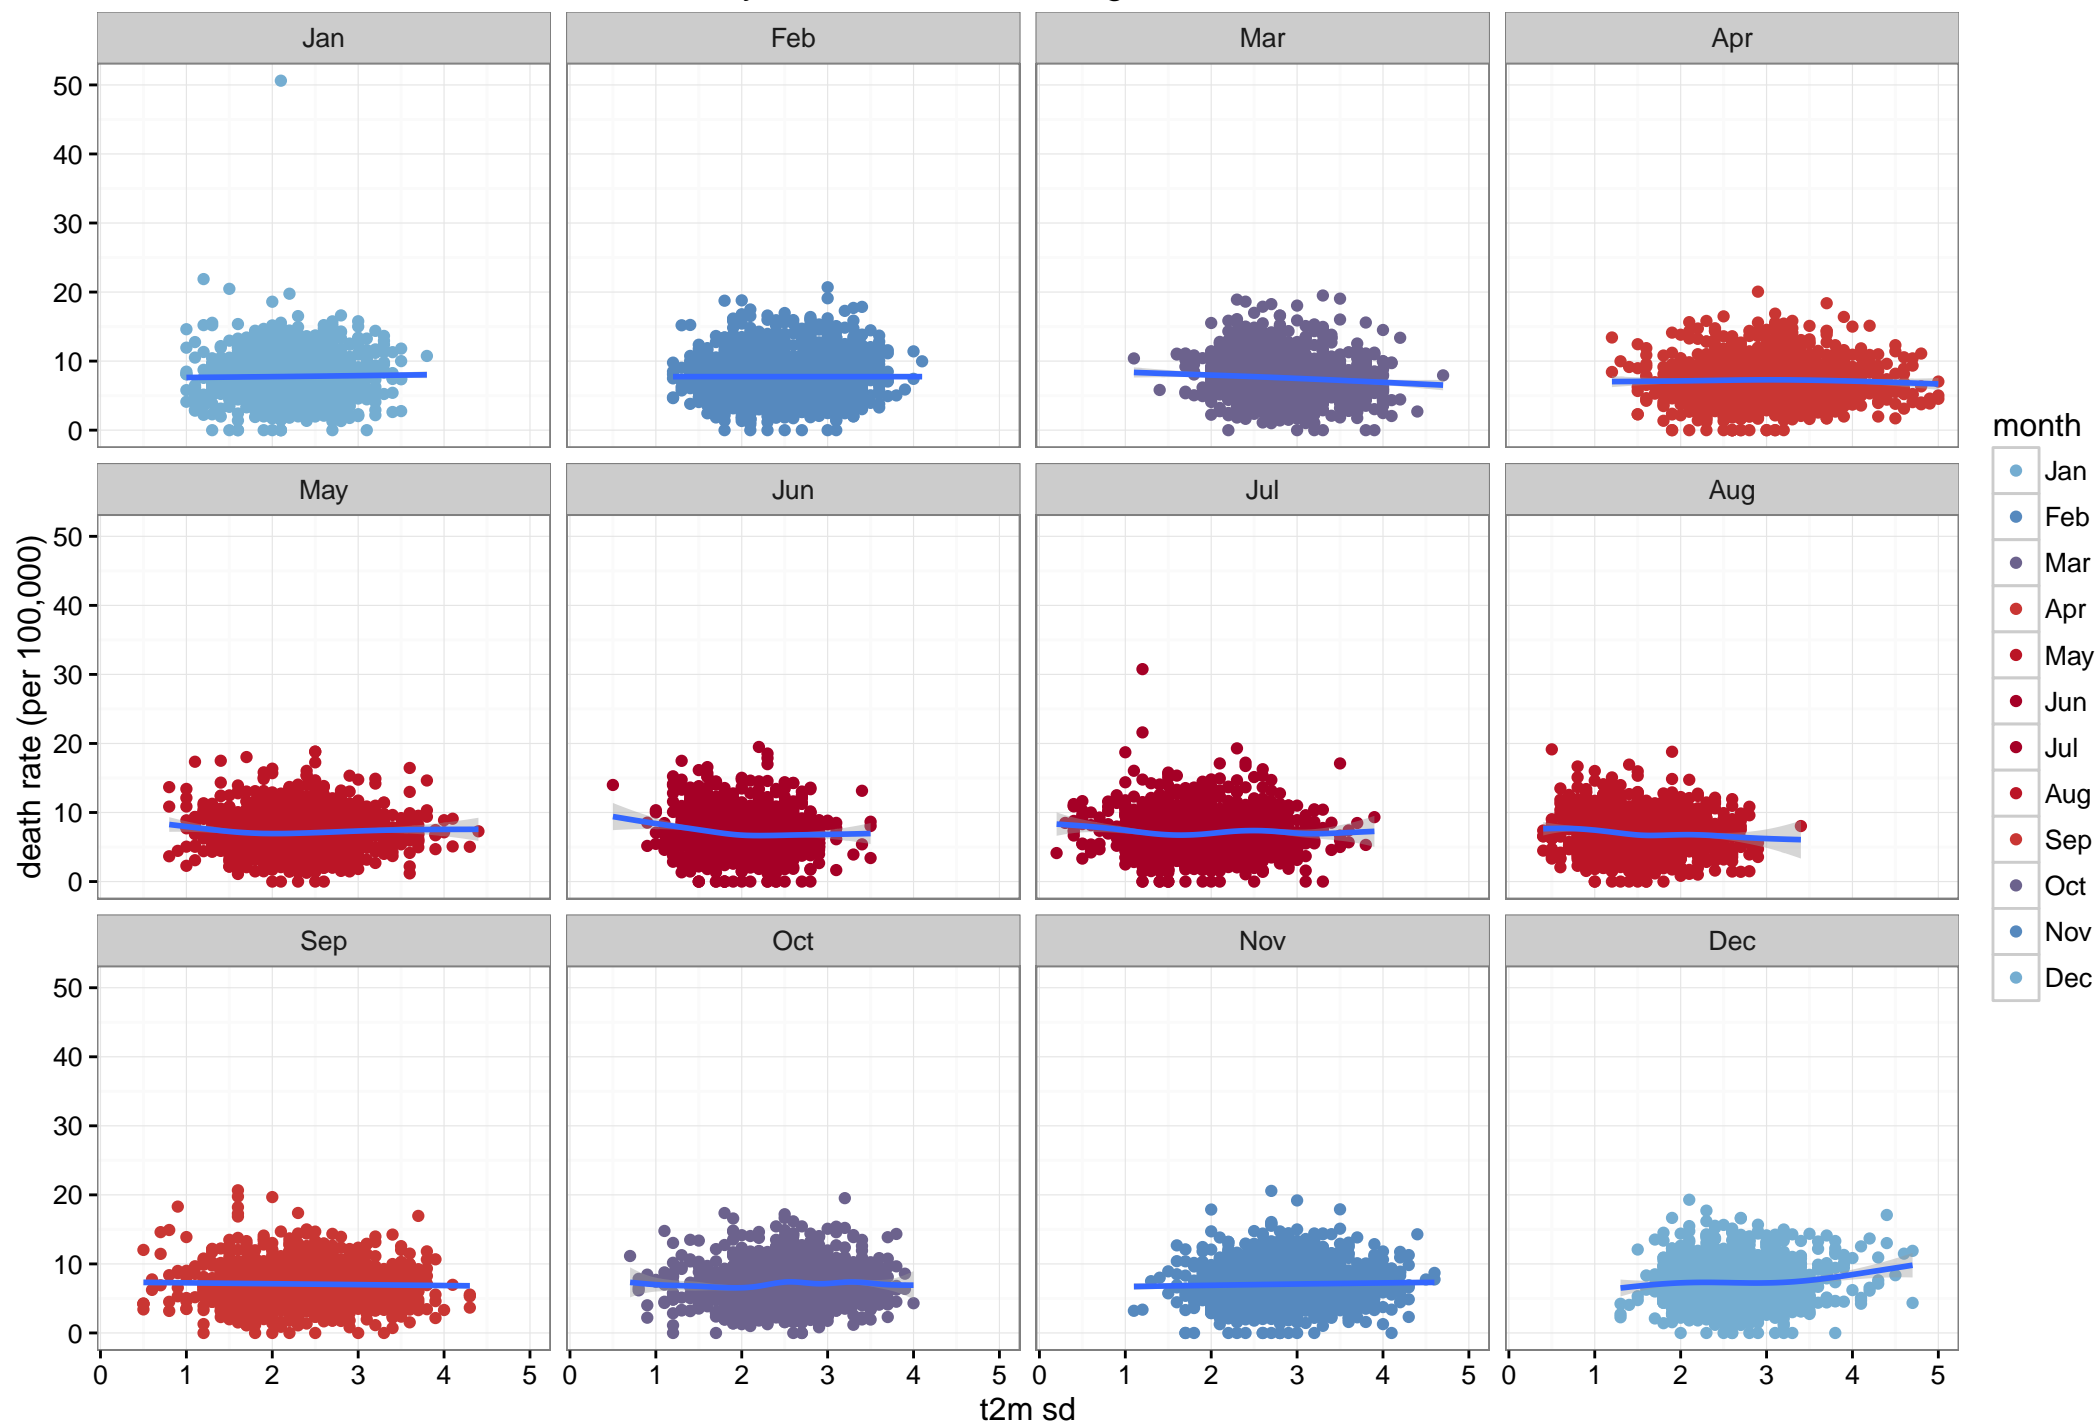 Jan Feb Mar Apr
50
40
30
20
10
0
May Jun Jul Aug
50
40
30
20
10
0
Sep Oct Nov Dec
50
40
30
20
10
0
0 1 2 3 4 5 0 1 2 3 4 5 0 1 2 3 4 5 0 1 2 3 4 5
t2m sd
death rate (per 100,000)
month
Jan
Feb
Mar
Apr
May
Jun
Jul
Aug
Sep
Oct
Nov
Dec